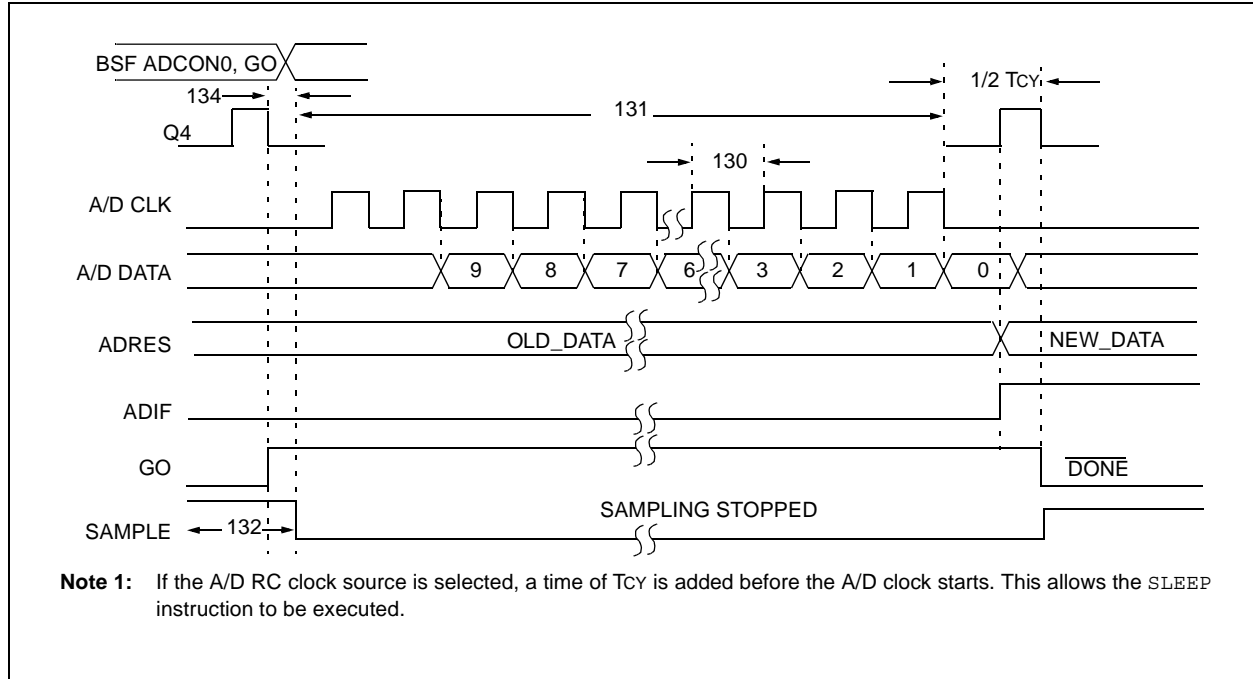 BSF ADCON0, GO
134
1/2 TCY
131
Q4
130
A/D CLK
A/D DATA
9 8 7 6 3 2 1 0
ADRES
OLD_DATA
NEW_DATA
ADIF
GO
DONE
SAMPLING STOPPED
SAMPLE
132
Note 1: If the A/D RC clock source is selected, a time of TCY is added before the A/D clock starts. This allows the SLEEP
instruction to be executed.